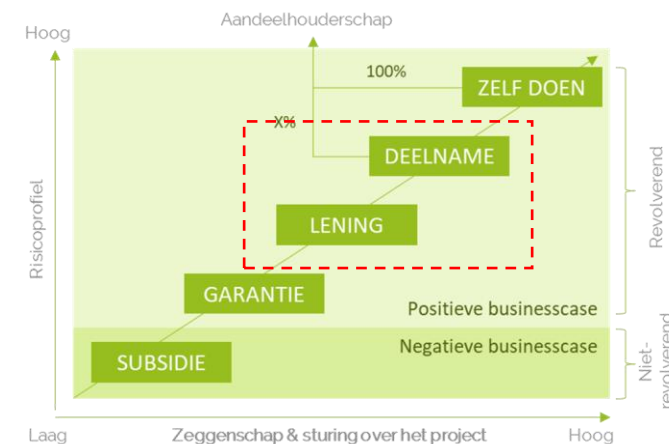 Aandeelhouderschap
Hoog
100%
ZELF DOEN
X%
DEELNAME
LENING
GARANTIE
Positieve businesscase
Negatieve businesscase
SUBSIDIE
Risicoprofiel
Revolverend
Niet-
revolverend
Laag
Zeggenschap & sturing over het project
Hoog